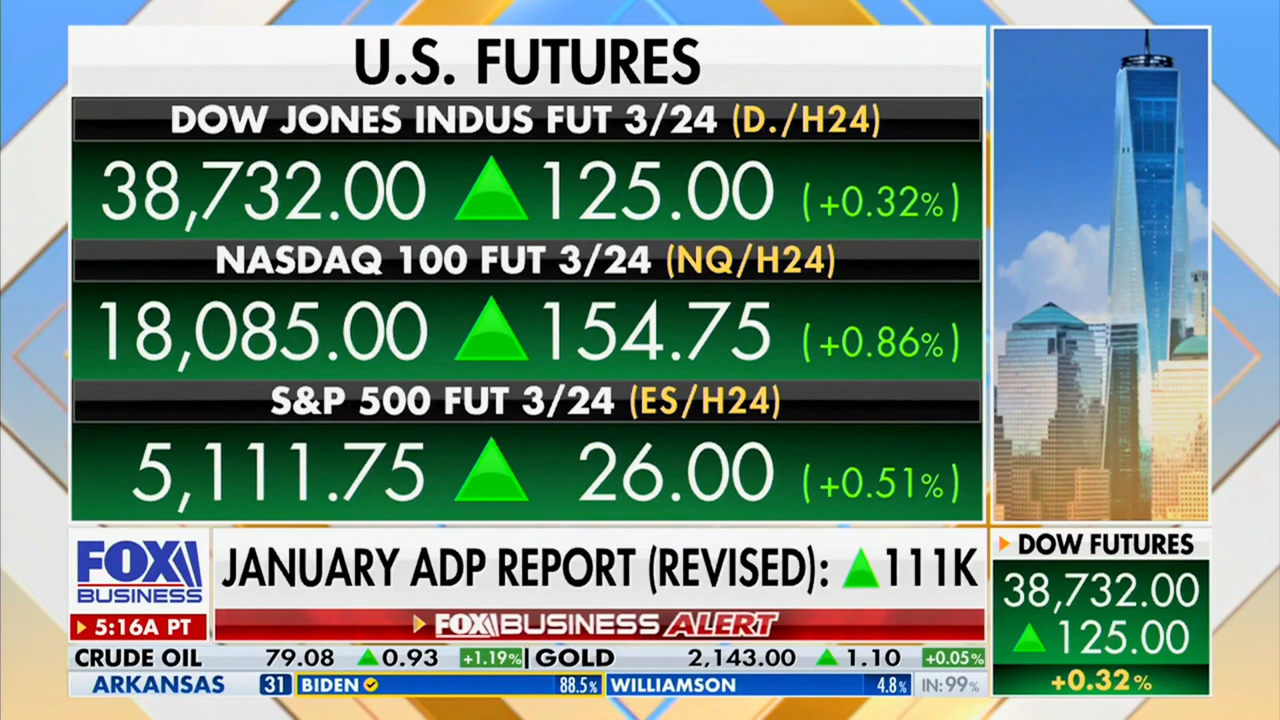 U.S. FUTURES
DOW JONES INDUS FUT 3/24 (D./H24)
38,732.00 ▲ 125.00 (+0.32%)
NASDAQ 100 FUT 3/24 (NQ/H24)
18,085.00 ▲ 154.75 (+0.86%)
S&P 500 FUT 3/24 (ES/H24)
5,111.75 ▲ 26.00 (+0.51%)
FOX BUSINESS
JANUARY ADP REPORT (REVISED): ▲111K
5:16A PT
FOX BUSINESS ALERT
DOW FUTURES
38,732.00
▲ 125.00
+0.32%
CRUDE OIL 79.08 ▲0.93 +1.19% | GOLD 2,143.00 ▲ 1.10 +0.05%
ARKANSAS 31 BIDEN 88.5% WILLIAMSON 4.8% IN: 99%